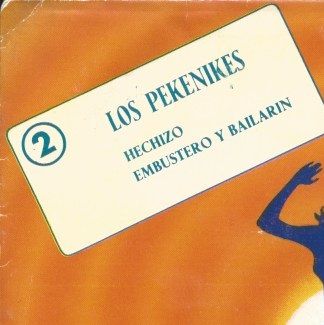 2
LOS PEKENIKES
HECHIZO
EMBUSTERO Y BAILARIN